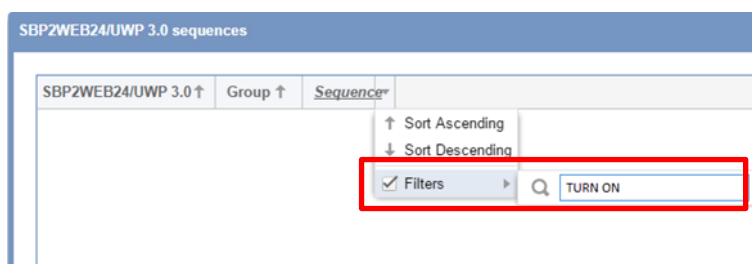 SBP2WEB24/UWP 3.0 sequences
SBP2WEB24/UWP 3.0↑ Group ↑ Sequence
↑ Sort Ascending
↓ Sort Descending
Filters TURN ON